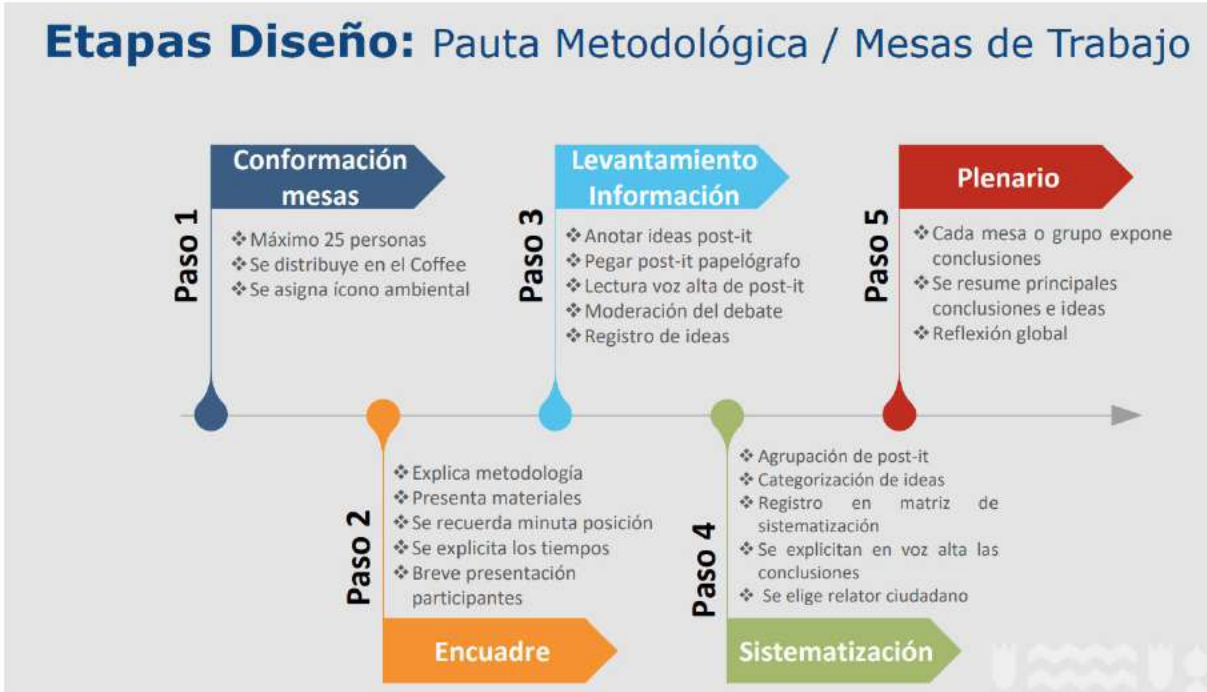 Etapas Diseño: Pauta Metodológica / Mesas de Trabajo
Paso 1
Conformación
mesas
❖ Máximo 25 personas
❖ Se distribuye en el Coffee
❖ Se asigna ícono ambiental
Paso 2
❖ Explica metodología
❖ Presenta materiales
❖ Se recuerda minuta posición
❖ Se explicita los tiempos
❖ Breve presentación
participantes
Encuadre
Paso 3
Levantamiento
Información
❖ Anotar ideas post-it
❖ Pegar post-it papelógrafo
❖ Lectura voz alta de post-it
❖ Moderación del debate
❖ Registro de ideas
Paso 4
❖ Agrupación de post-it
❖ Categorización de ideas
❖ Registro en matriz de
sistematización
❖ Se explicitan en voz alta las
conclusiones
❖ Se elige relator ciudadano
Sistematización
Paso 5
Plenario
❖ Cada mesa o grupo expone
conclusiones
❖ Se resume principales
conclusiones e ideas
❖ Reflexión global